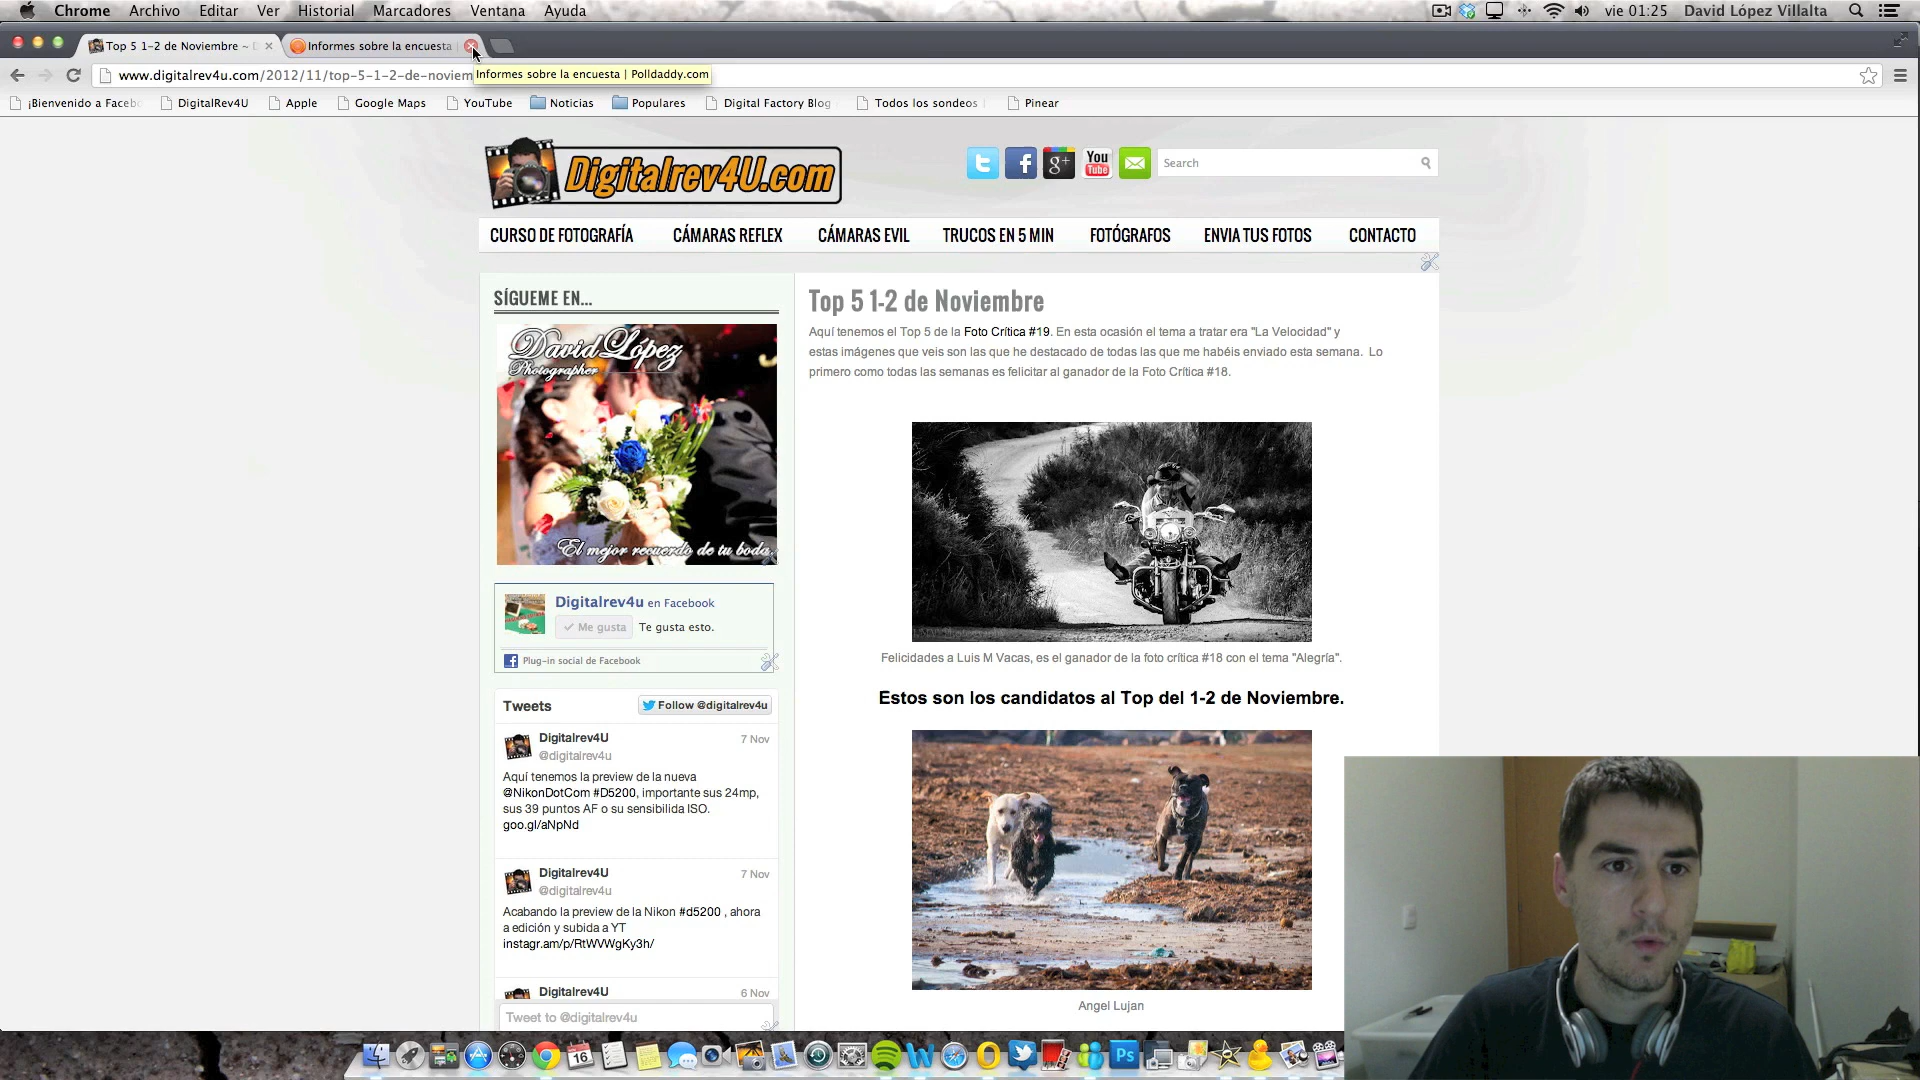 Chrome Archivo Editar Ver Historial Marcadores Ventana Ayuda vie 01:25 David López Villalta
Top 5 1-2 de Noviembre ~ Informes sobre la encuesta |
www.digitalrev4u.com/2012/11/top-5-1-2-de-noviem
Informes sobre la encuesta | Polldaddy.com
¡Bienvenido a Facebo DigitalRev4U Apple Google Maps YouTube Noticias Populares Digital Factory Blog Todos los sondeos Pinear
Digitalrev4U.com
You
Tube
Search
CURSO DE FOTOGRAFÍA CÁMARAS REFLEX CÁMARAS EVIL TRUCOS EN 5 MIN FOTÓGRAFOS ENVIA TUS FOTOS CONTACTO
SÍGUEME EN...
David López
Photographer
El mejor recuerdo de tu boda.
Digitalrev4u en Facebook
Me gusta Te gusta esto.
Plug-in social de Facebook
Tweets Follow @digitalrev4u
Digitalrev4U 7 Nov
@digitalrev4u
Aquí tenemos la preview de la nueva
@NikonDotCom #D5200, importante sus 24mp,
sus 39 puntos AF o su sensibilida ISO.
goo.gl/aNpNd
Digitalrev4U 7 Nov
@digitalrev4u
Acabando la preview de la Nikon #d5200 , ahora
a edición y subida a YT
instagr.am/p/RtWVWgKy3h/
Digitalrev4U 6 Nov
Tweet to @digitalrev4u
Top 5 1-2 de Noviembre
Aquí tenemos el Top 5 de la Foto Crítica #19. En esta ocasión el tema a tratar era "La Velocidad" y
estas imágenes que veis son las que he destacado de todas las que me habéis enviado esta semana. Lo
primero como todas las semanas es felicitar al ganador de la Foto Crítica #18.
Felicidades a Luis M Vacas, es el ganador de la foto crítica #18 con el tema "Alegría".
Estos son los candidatos al Top del 1-2 de Noviembre.
Angel Lujan
16
Ps